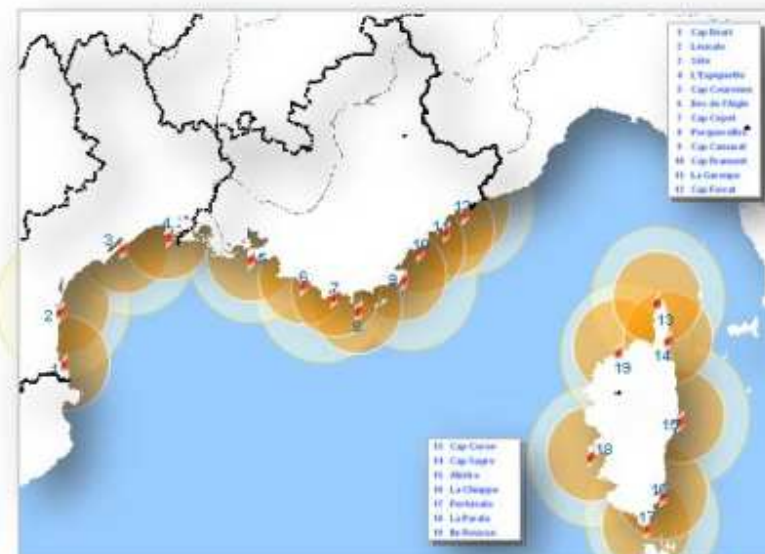 1 Cap Béart
2 Leucate
3 Sète
4 L'Espiguette
5 Cap Couronne
6 Bec de l'Aigle
7 Cap Cépet
8 Porquerolles
9 Cap Camarat
10 Cap Dramont
11 La Garoupe
12 Cap Ferrat
12
11
10
4
3
5
6
7
9
8
2
1
13
14
19
15
18
16
17
13 Cap Corse
14 Cap Sagro
15 Alistro
16 La Chiappa
17 Pertusato
18 La Parata
19 Ile Rousse